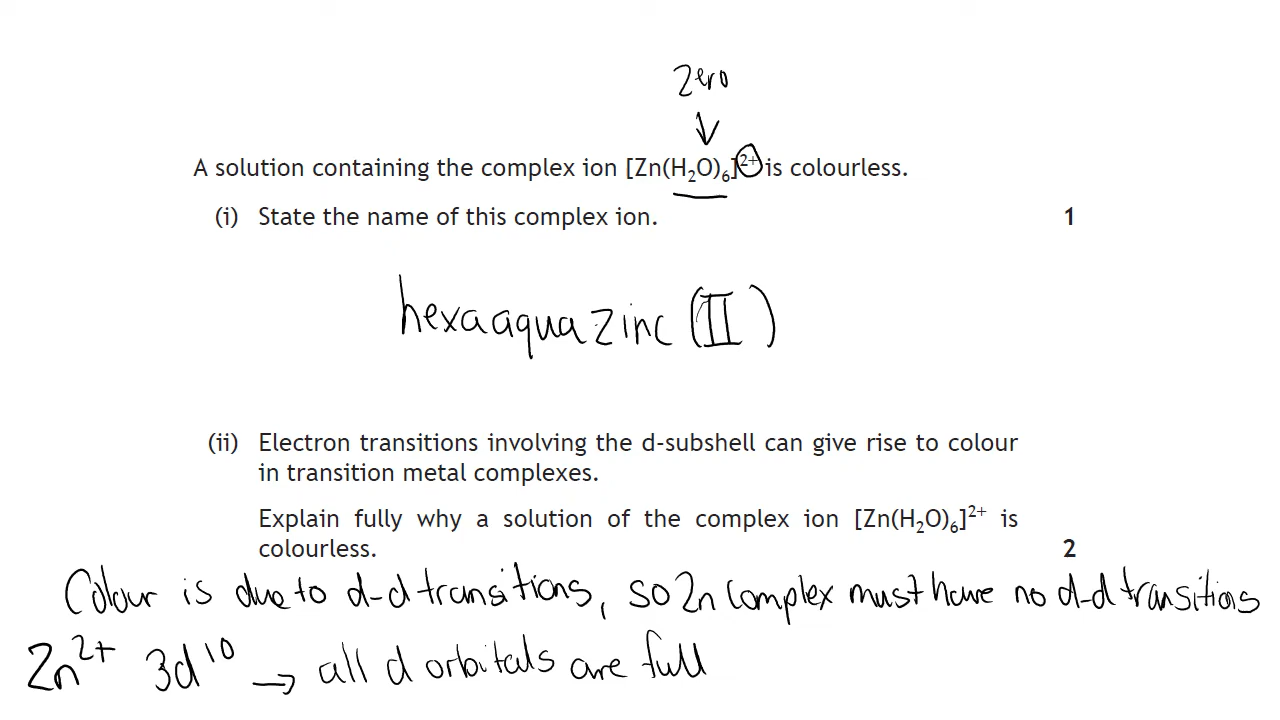 zero
↓
A solution containing the complex ion [Zn(H₂O)₆]²⁺ is colourless.
(i) State the name of this complex ion. 1
hexaaquazinc(II)
(ii) Electron transitions involving the d-subshell can give rise to colour
in transition metal complexes.
Explain fully why a solution of the complex ion [Zn(H₂O)₆]²⁺ is
colourless. 2
Colour is due to d-d transitions, so Zn complex must have no d-d transitions
Zn²⁺ 3d¹⁰ → all d orbitals are full